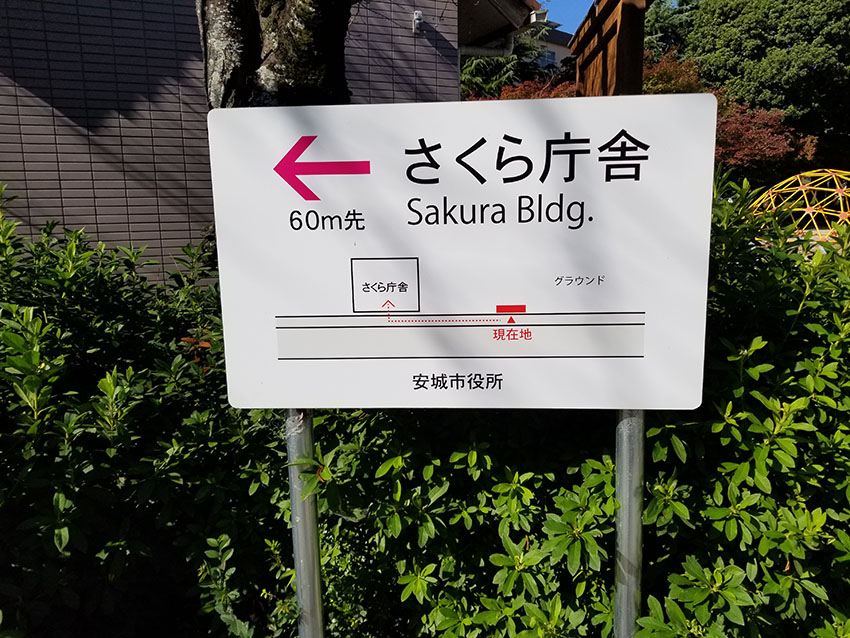 さくら庁舎
60m先
Sakura Bldg.
さくら庁舎
グラウンド
現在地
安城市役所